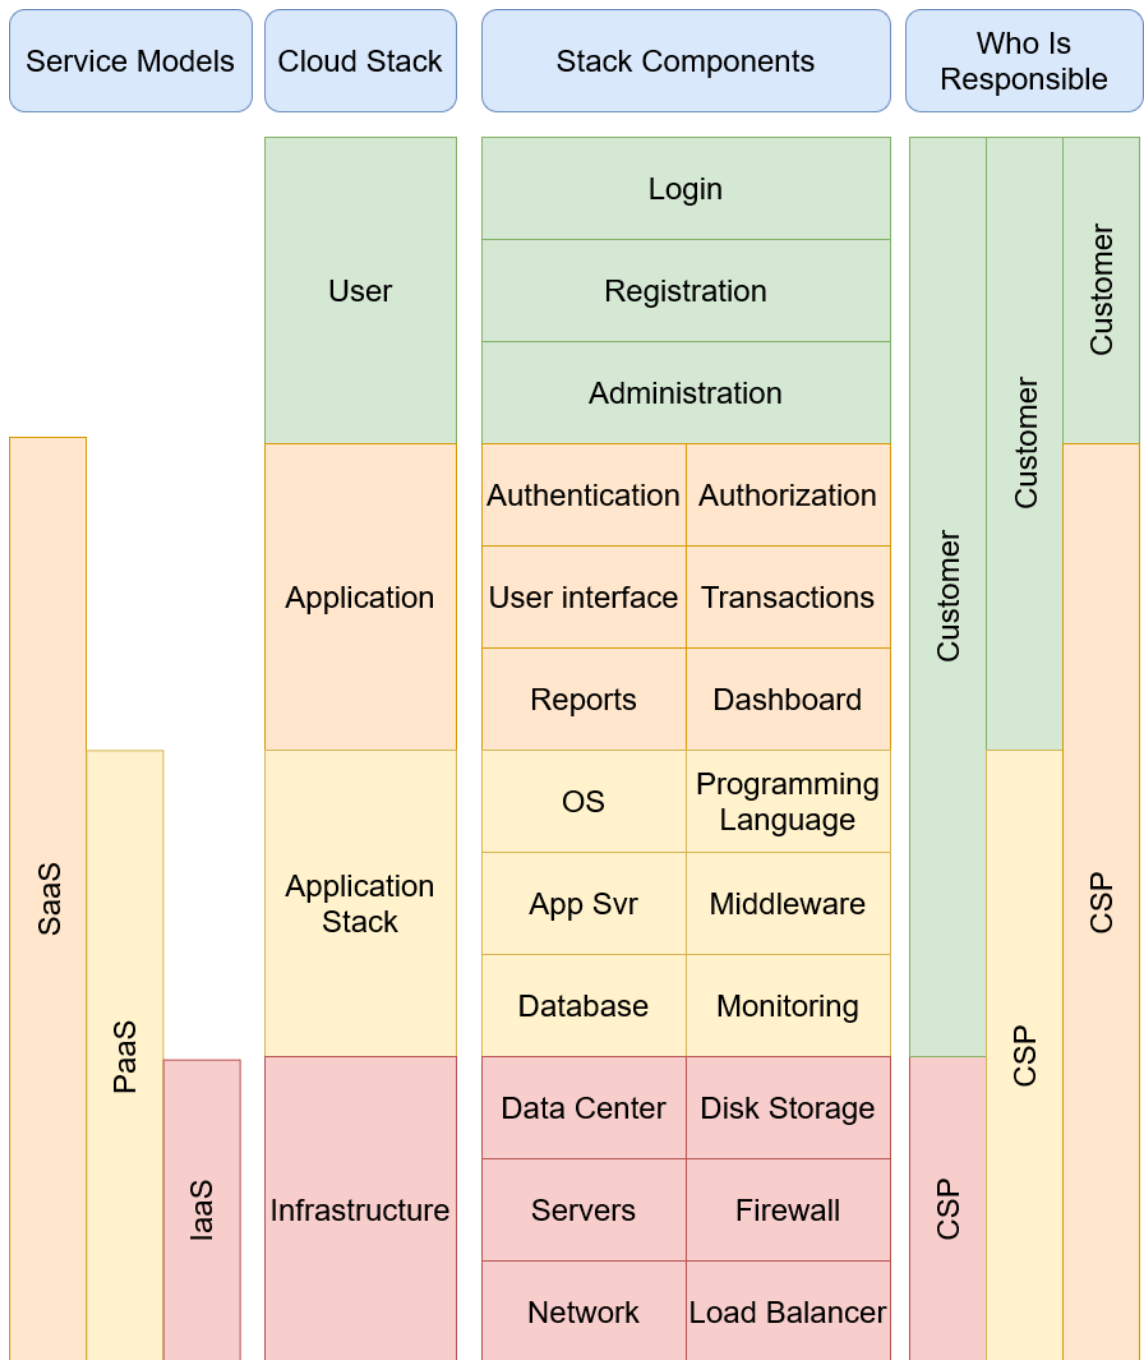 Service Models
Cloud Stack
Stack Components
Who Is
Responsible
User
Login
Registration
Administration
Application
Authentication
Authorization
User interface
Transactions
Reports
Dashboard
Application
Stack
OS
Programming
Language
App Svr
Middleware
Database
Monitoring
Infrastructure
Data Center
Disk Storage
Servers
Firewall
Network
Load Balancer
SaaS
PaaS
IaaS
Customer
CSP
Customer
CSP
Customer
CSP